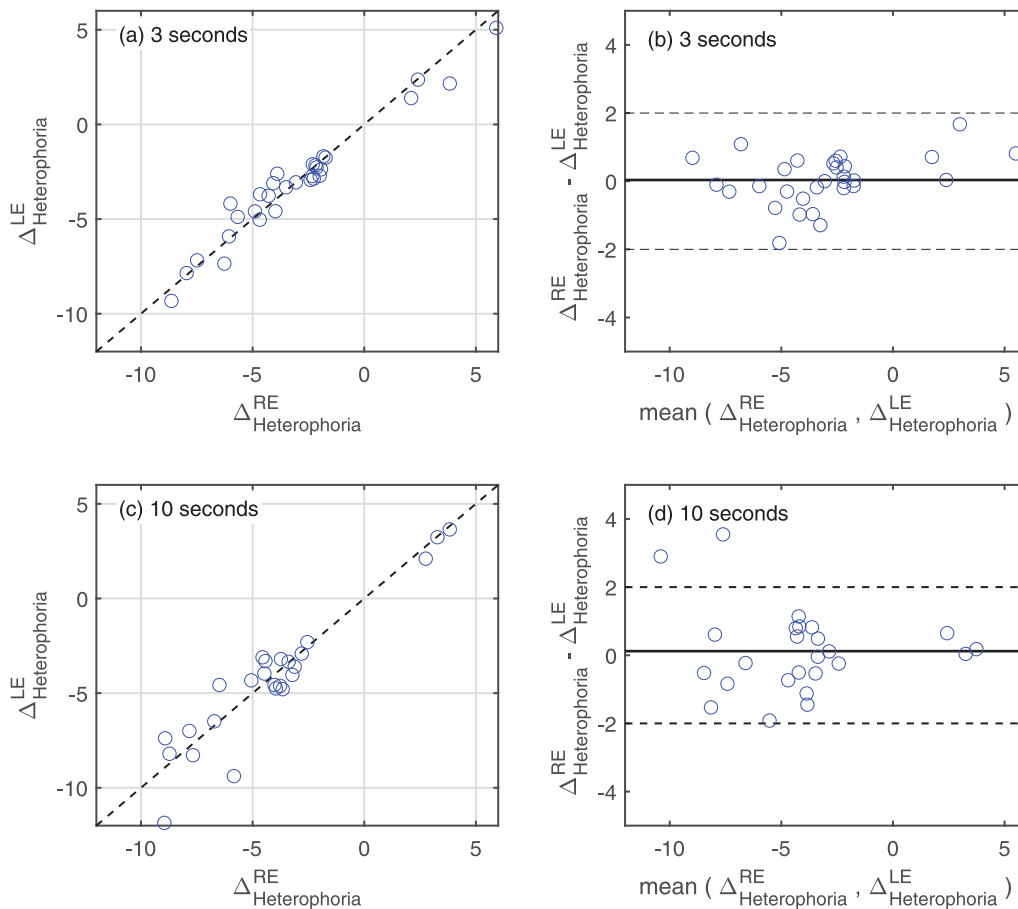 (a) 3 seconds
5
0
-5
-10
Δ^LE_Heterophoria
-10 -5 0 5
Δ^RE_Heterophoria
(b) 3 seconds
4
2
0
-2
-4
Δ^RE_Heterophoria - Δ^LE_Heterophoria
-10 -5 0 5
mean ( Δ^RE_Heterophoria , Δ^LE_Heterophoria )
(c) 10 seconds
5
0
-5
-10
Δ^LE_Heterophoria
-10 -5 0 5
Δ^RE_Heterophoria
(d) 10 seconds
4
2
0
-2
-4
Δ^RE_Heterophoria - Δ^LE_Heterophoria
-10 -5 0 5
mean ( Δ^RE_Heterophoria , Δ^LE_Heterophoria )